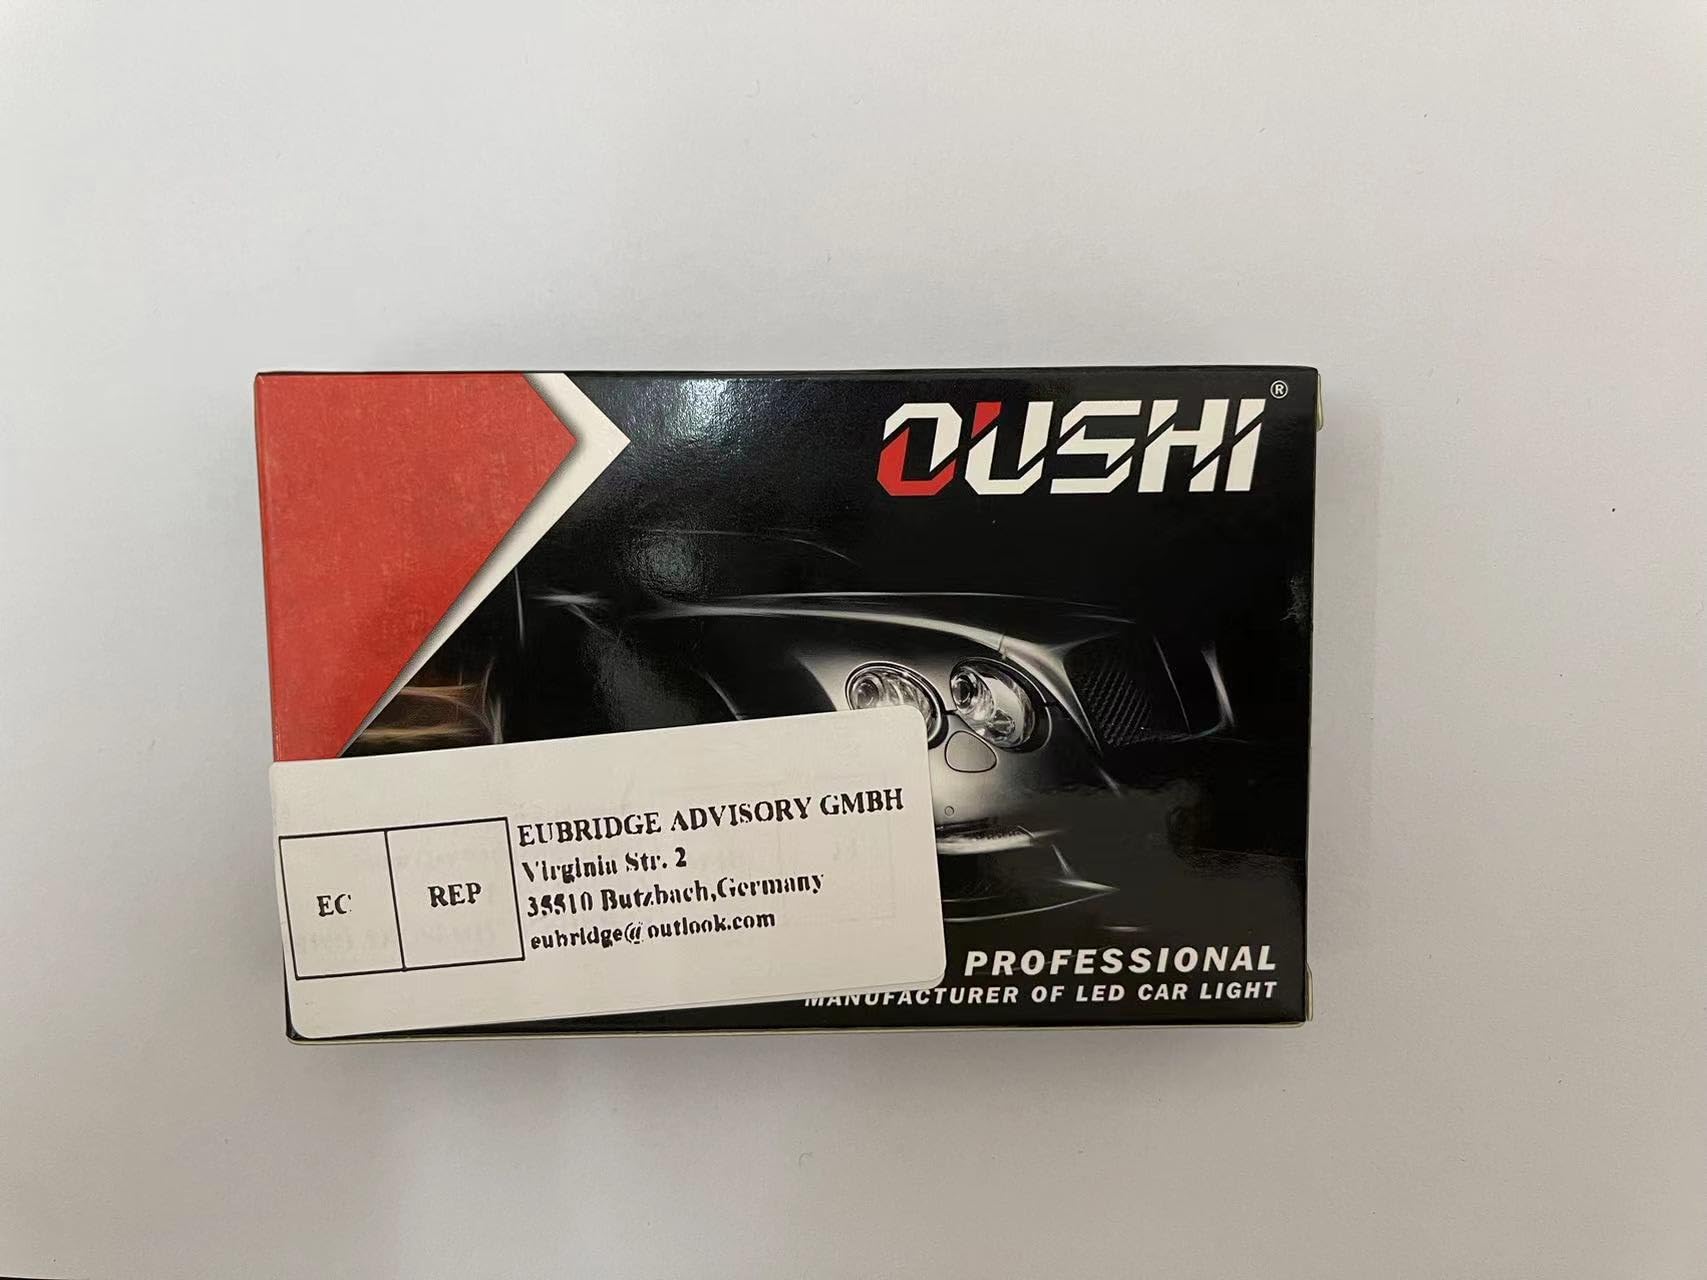 OUSHI®
EC
REP
EUBRIDGE ADVISORY GMBH
Virginia Str. 2
35510 Butzbach,Germany
eubridge@outlook.com
PROFESSIONAL
MANUFACTURER OF LED CAR LIGHT